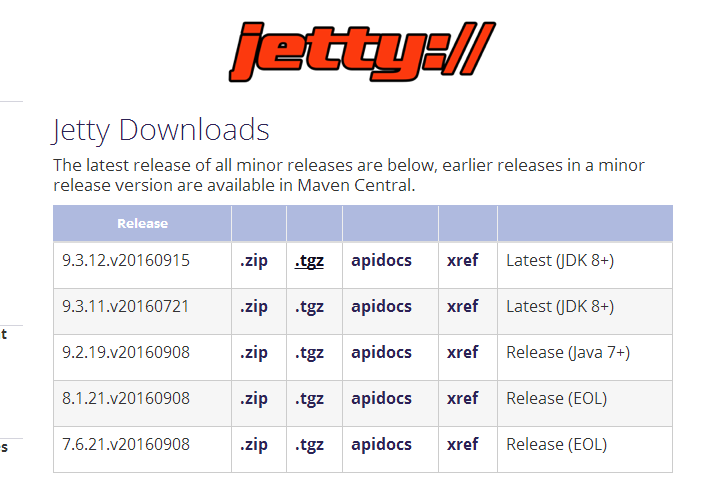 jetty://
Jetty Downloads
The latest release of all minor releases are below, earlier releases in a minor
release version are available in Maven Central.
Release
9.3.12.v20160915 .zip .tgz apidocs xref Latest (JDK 8+)
9.3.11.v20160721 .zip .tgz apidocs xref Latest (JDK 8+)
t
9.2.19.v20160908 .zip .tgz apidocs xref Release (Java 7+)
8.1.21.v20160908 .zip .tgz apidocs xref Release (EOL)
s
7.6.21.v20160908 .zip .tgz apidocs xref Release (EOL)